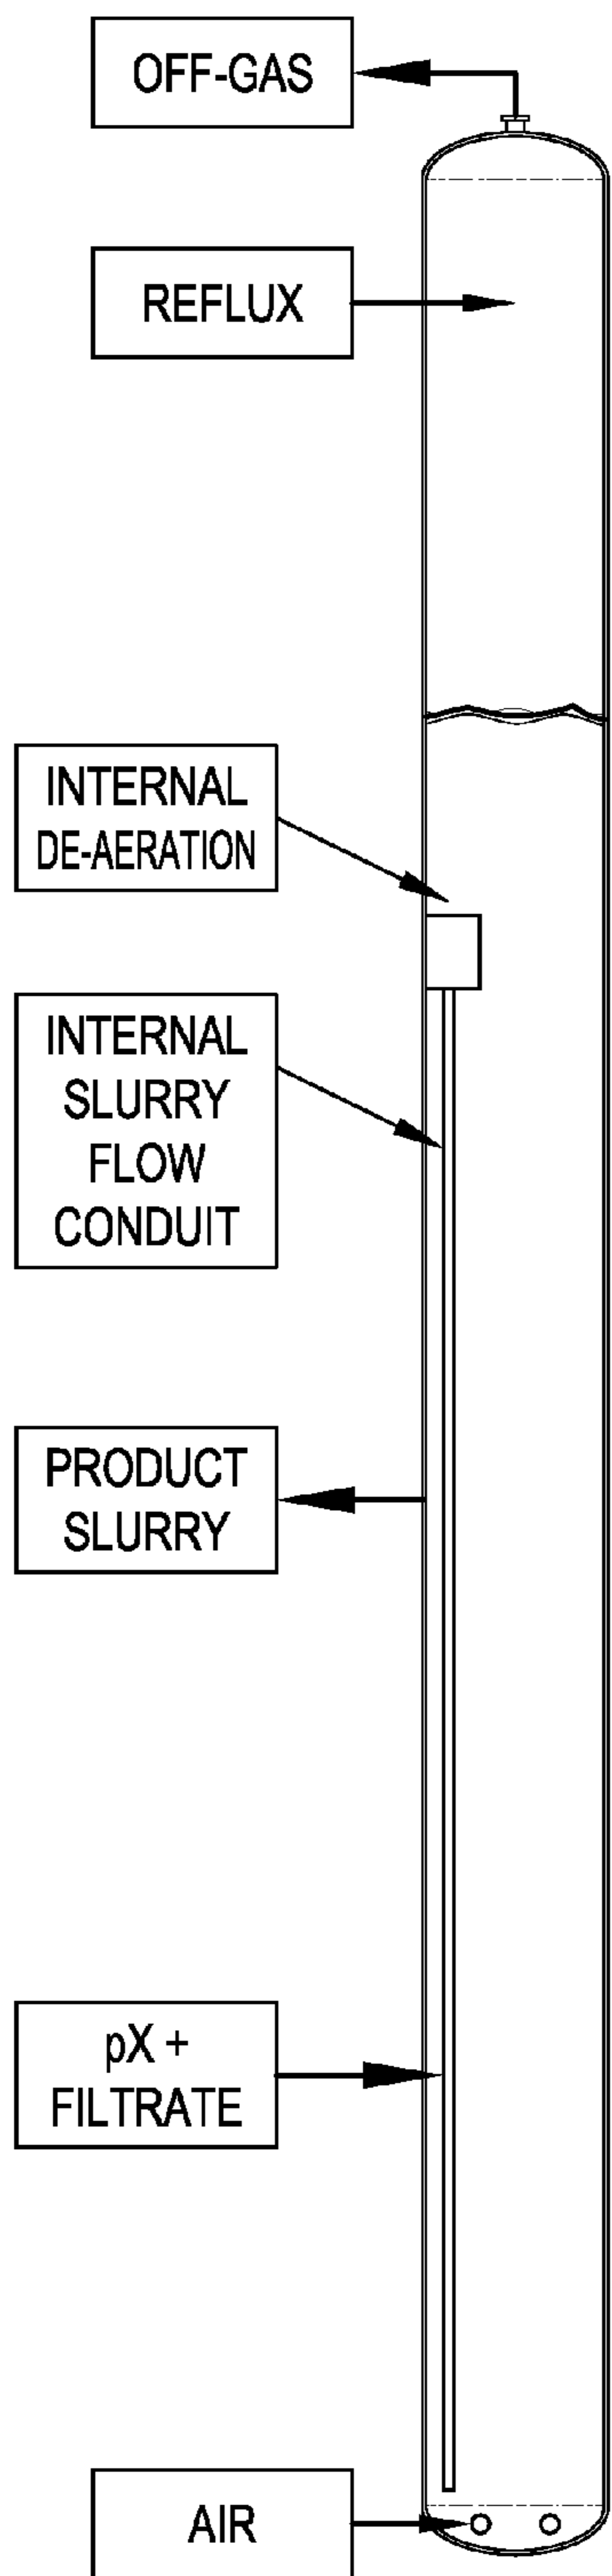 OFF-GAS
REFLUX
INTERNAL
DE-AERATION
INTERNAL
SLURRY
FLOW
CONDUIT
PRODUCT
SLURRY
pX +
FILTRATE
AIR